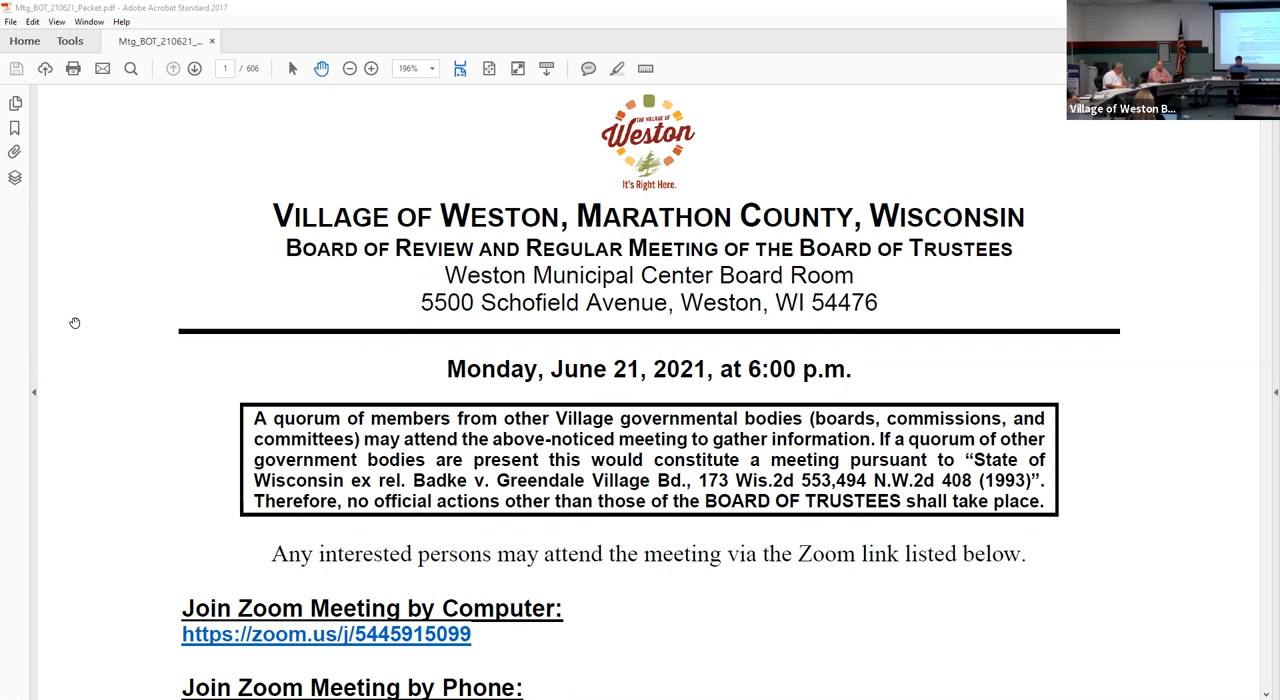 Mtg_BOT_210621_Packet.pdf - Adobe Acrobat Standard 2017
File Edit View Window Help
Home Tools Mtg_BOT_210621_... ×
1 / 606 196%
Village of Weston B...
THE VILLAGE OF
Weston
It's Right Here.
VILLAGE OF WESTON, MARATHON COUNTY, WISCONSIN
BOARD OF REVIEW AND REGULAR MEETING OF THE BOARD OF TRUSTEES
Weston Municipal Center Board Room
5500 Schofield Avenue, Weston, WI 54476
Monday, June 21, 2021, at 6:00 p.m.
A quorum of members from other Village governmental bodies (boards, commissions, and
committees) may attend the above-noticed meeting to gather information. If a quorum of other
government bodies are present this would constitute a meeting pursuant to “State of
Wisconsin ex rel. Badke v. Greendale Village Bd., 173 Wis.2d 553,494 N.W.2d 408 (1993)”.
Therefore, no official actions other than those of the BOARD OF TRUSTEES shall take place.
Any interested persons may attend the meeting via the Zoom link listed below.
Join Zoom Meeting by Computer:
https://zoom.us/j/5445915099
Join Zoom Meeting by Phone: